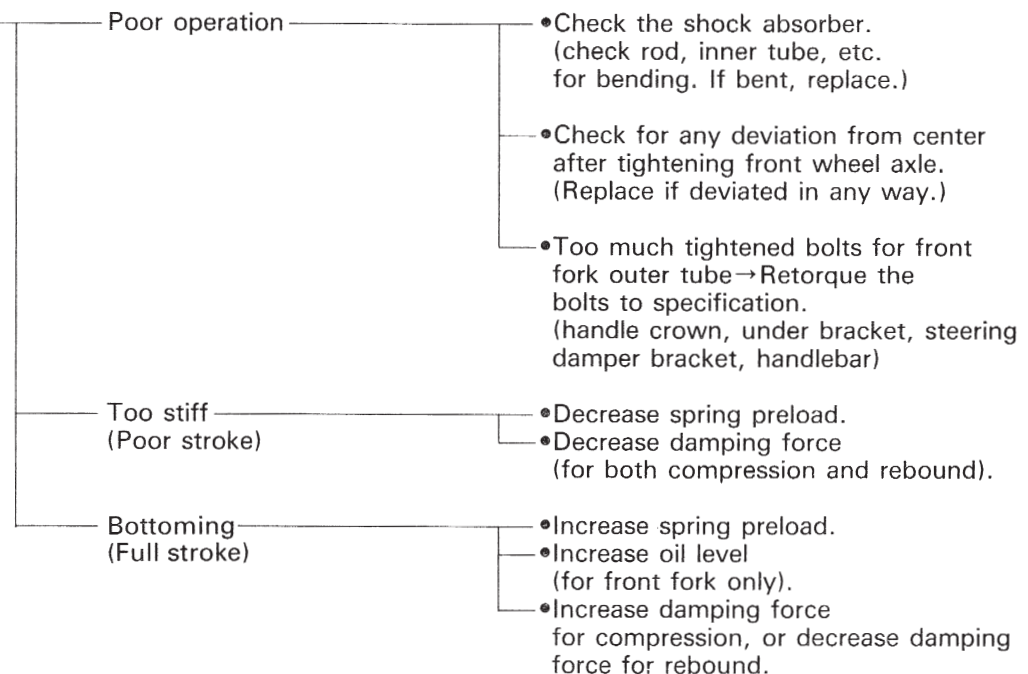 Poor operation
•Check the shock absorber.
(check rod, inner tube, etc.
for bending. If bent, replace.)
•Check for any deviation from center
after tightening front wheel axle.
(Replace if deviated in any way.)
•Too much tightened bolts for front
fork outer tube→Retorque the
bolts to specification.
(handle crown, under bracket, steering
damper bracket, handlebar)
Too stiff
(Poor stroke)
•Decrease spring preload.
•Decrease damping force
(for both compression and rebound).
Bottoming
(Full stroke)
•Increase spring preload.
•Increase oil level
(for front fork only).
•Increase damping force
for compression, or decrease damping
force for rebound.